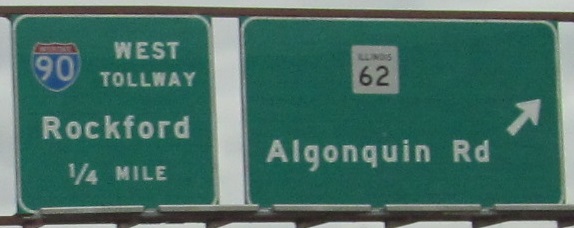 INTERSTATE
90
WEST
TOLLWAY
Rockford
1/4 MILE
ILLINOIS
62
Algonquin Rd